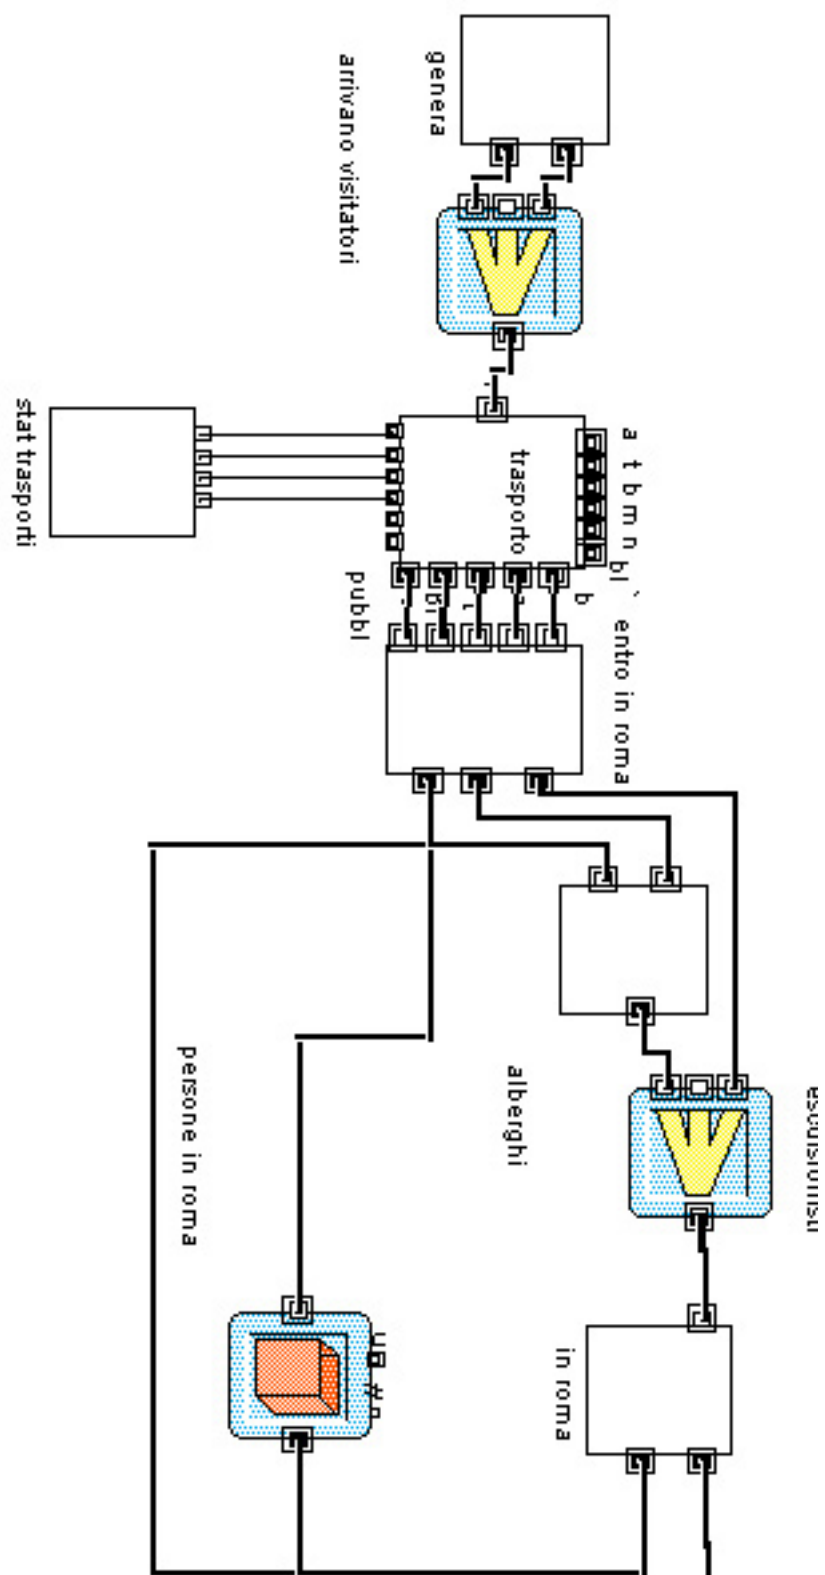 genera
arrivano visitatori
stat trasporti
trasporto
a t b m n bl
pubbl
b
entro in roma
alberghi
persone in roma
in roma
U
#